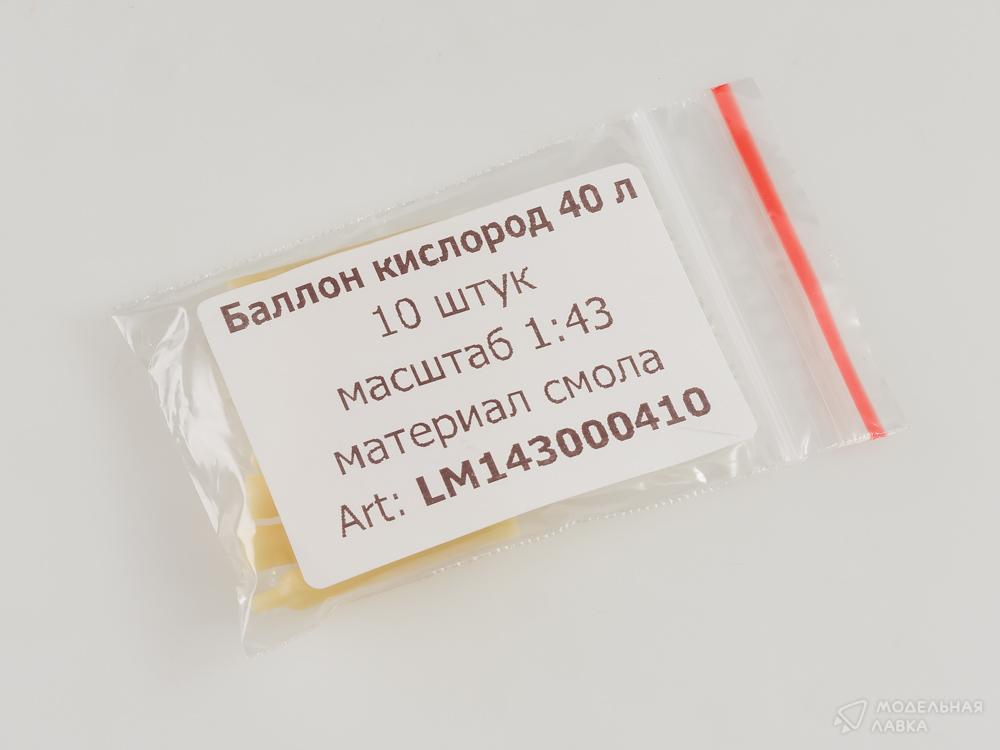 Баллон кислород 40 л
10 штук
масштаб 1:43
материал смола
Art: LM143000410
МОДЕЛЬНАЯ
ЛАВКА